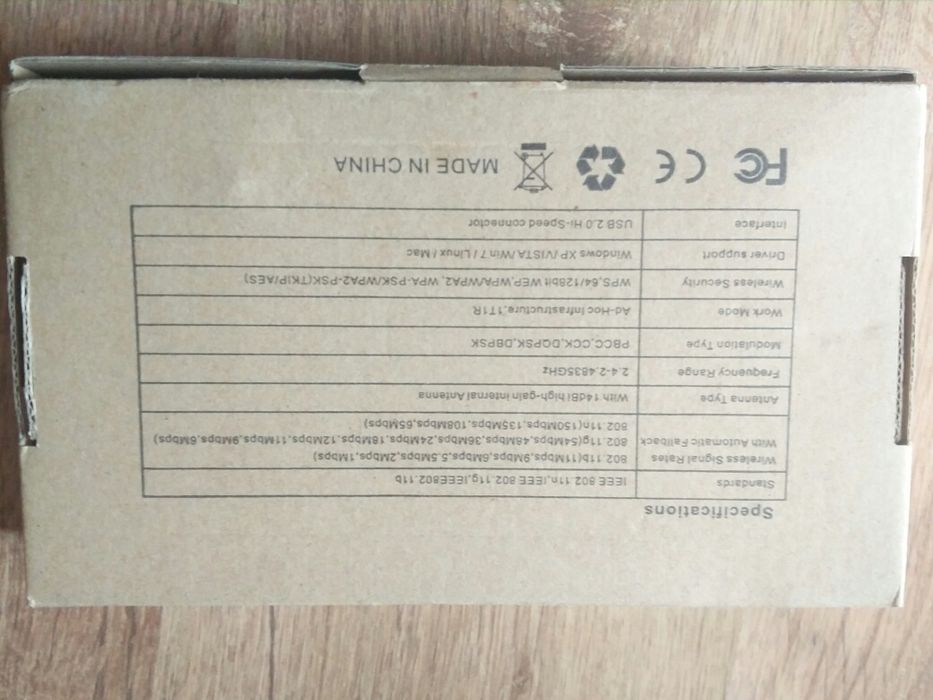 Specifications
Standards IEEE 802.11n,IEEE 802.11g,IEEE802.11b
Wireless Signal Rates 802.11b(11Mbps,9Mbps,6Mbps,5.5Mbps,2Mbps,1Mbps)
With Automatic Fallback 802.11g(54Mbps,48Mbps,36Mbps,24Mbps,18Mbps,12Mbps,11Mbps,9Mbps,6Mbps)
802.11n(150Mbps,135Mbps,108Mbps,65Mbps)
Antenna Type With 14dBi high-gain internal Antenna
Frequency Range 2.4-2.4835GHz
Modulation Type PBCC,CCK,DQPSK,DBPSK
Work Mode Ad-Hoc Infrastructure,1T1R
Wireless Security WPS,64/128bit WEP,WPA/WPA2, WPA-PSK/WPA2-PSK(TKIP/AES)
Driver support Windows XP /VISTA /Win 7 / Linux / Mac
Interface USB 2.0 Hi-Speed connector
FC CE MADE IN CHINA